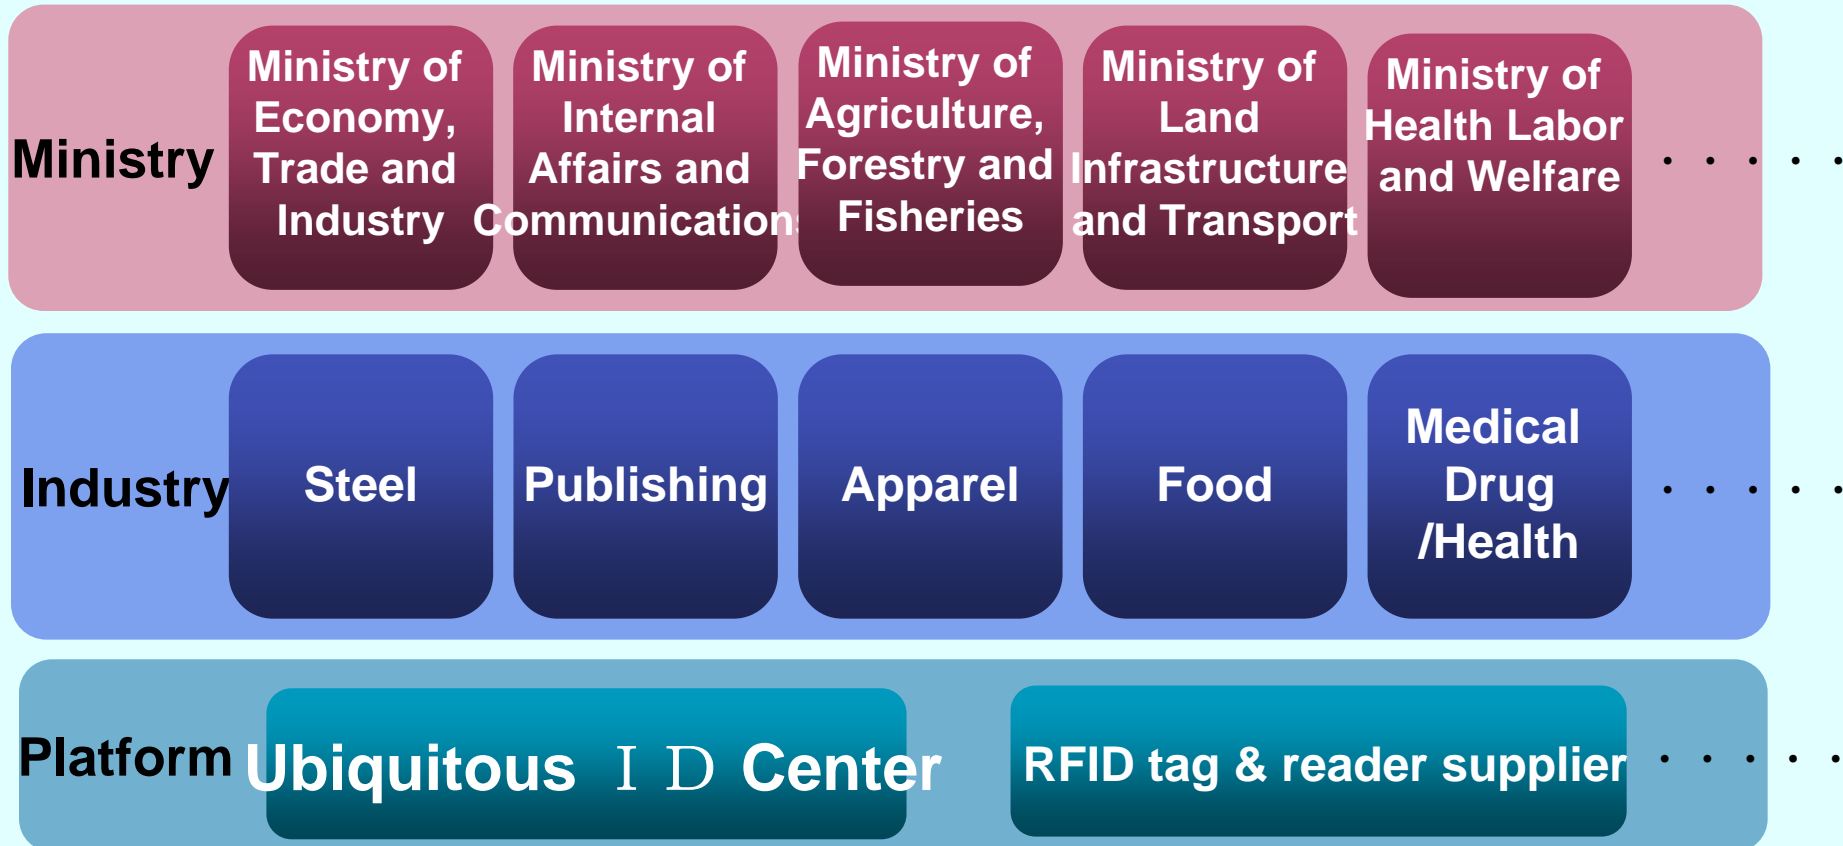 Ministry
Ministry of
Economy,
Trade and
Industry
Ministry of
Internal
Affairs and
Communications
Ministry of
Agriculture,
Forestry and
Fisheries
Ministry of
Land
Infrastructure
and Transport
Ministry of
Health Labor
and Welfare
・・・・・
Industry
Steel
Publishing
Apparel
Food
Medical
Drug
/Health
・・・・・
Platform
Ubiquitous ＩＤ Center
RFID tag & reader supplier
・・・・・